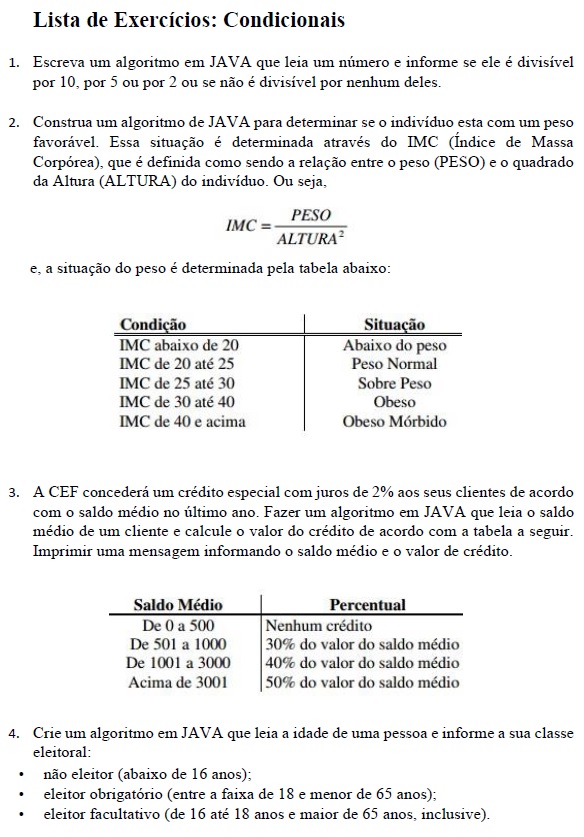 Lista de Exercícios: Condicionais
1. Escreva um algoritmo em JAVA que leia um número e informe se ele é divisível
por 10, por 5 ou por 2 ou se não é divisível por nenhum deles.
2. Construa um algoritmo de JAVA para determinar se o indivíduo esta com um peso
favorável. Essa situação é determinada através do IMC (Índice de Massa
Corpórea), que é definida como sendo a relação entre o peso (PESO) e o quadrado
da Altura (ALTURA) do indivíduo. Ou seja,
IMC = PESO / ALTURA²
e, a situação do peso é determinada pela tabela abaixo:
Condição Situação
IMC abaixo de 20 Abaixo do peso
IMC de 20 até 25 Peso Normal
IMC de 25 até 30 Sobre Peso
IMC de 30 até 40 Obeso
IMC de 40 e acima Obeso Mórbido
3. A CEF concederá um crédito especial com juros de 2% aos seus clientes de acordo
com o saldo médio no último ano. Fazer um algoritmo em JAVA que leia o saldo
médio de um cliente e calcule o valor do crédito de acordo com a tabela a seguir.
Imprimir uma mensagem informando o saldo médio e o valor de crédito.
Saldo Médio Percentual
De 0 a 500 Nenhum crédito
De 501 a 1000 30% do valor do saldo médio
De 1001 a 3000 40% do valor do saldo médio
Acima de 3001 50% do valor do saldo médio
4. Crie um algoritmo em JAVA que leia a idade de uma pessoa e informe a sua classe
eleitoral:
• não eleitor (abaixo de 16 anos);
• eleitor obrigatório (entre a faixa de 18 e menor de 65 anos);
• eleitor facultativo (de 16 até 18 anos e maior de 65 anos, inclusive).